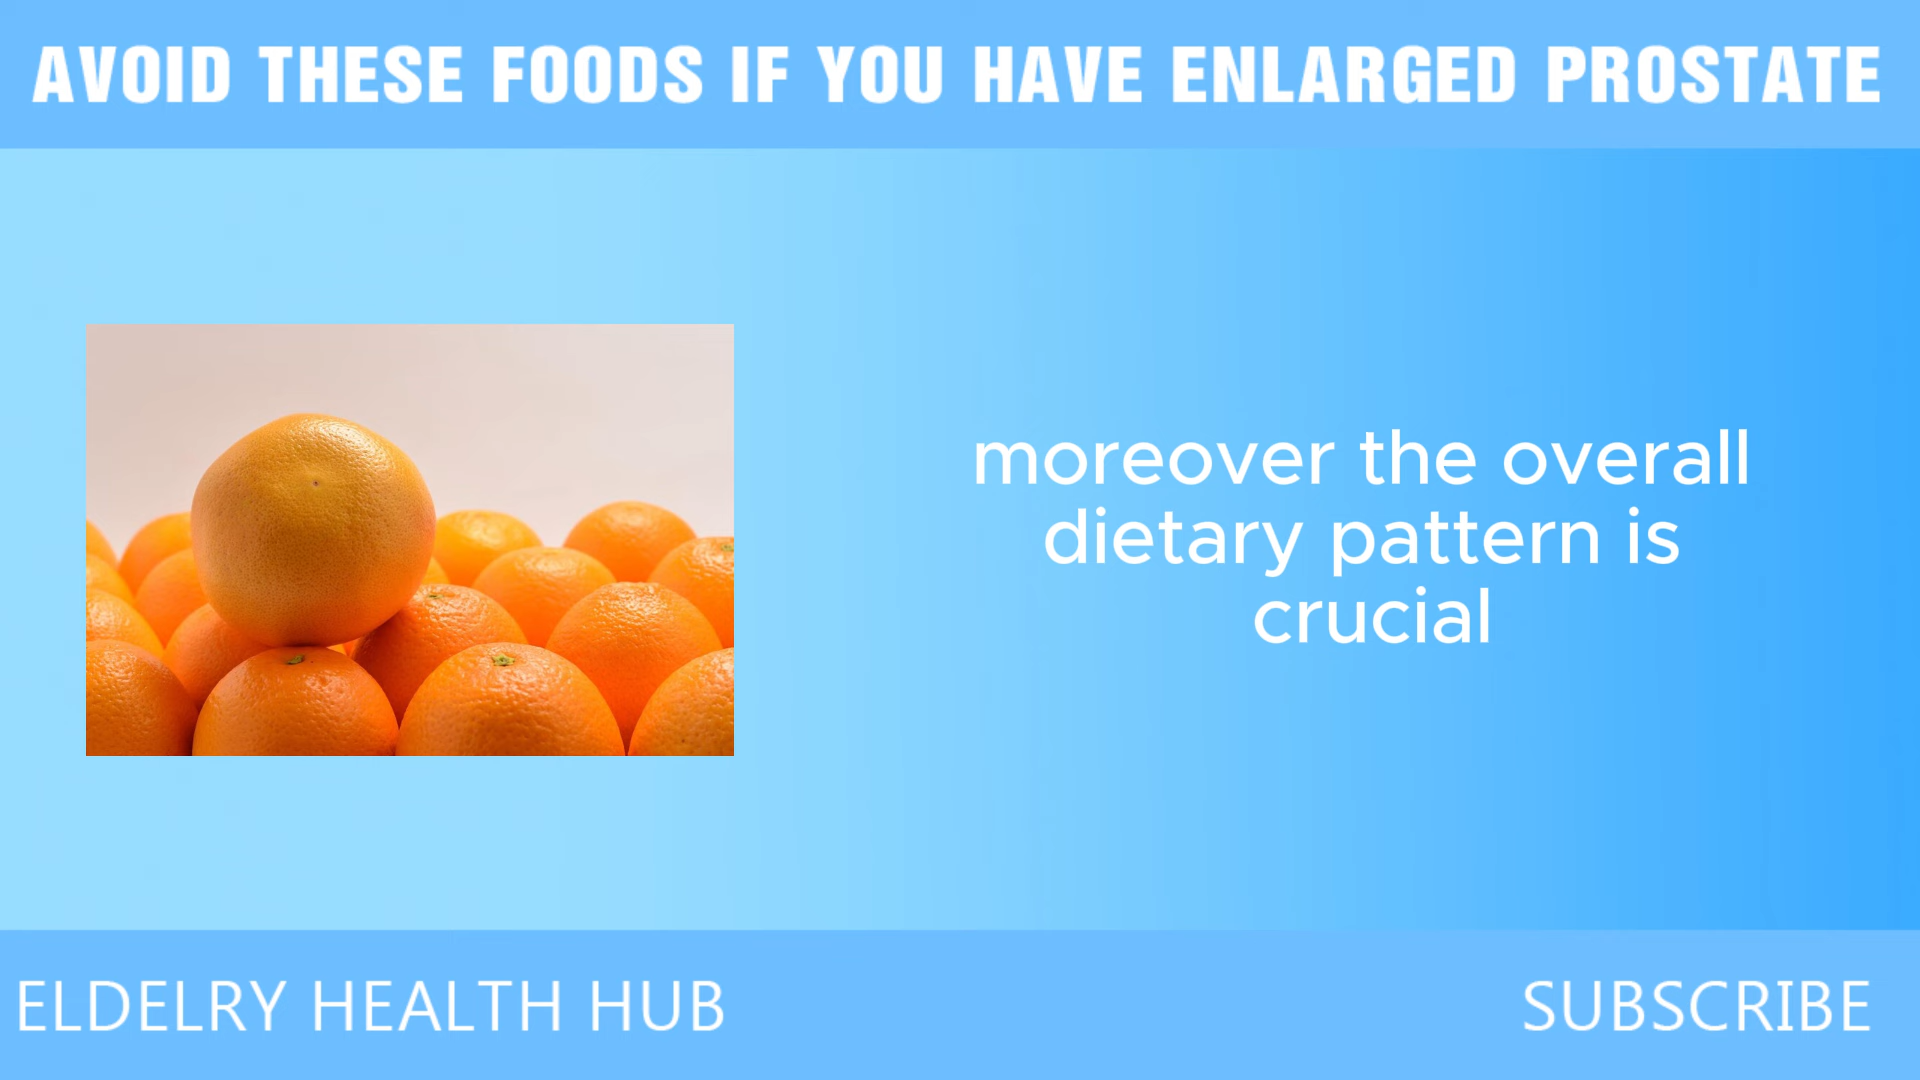 AVOID THESE FOODS IF YOU HAVE ENLARGED PROSTATE
moreover the overall
dietary pattern is
crucial
ELDELRY HEALTH HUB
SUBSCRIBE